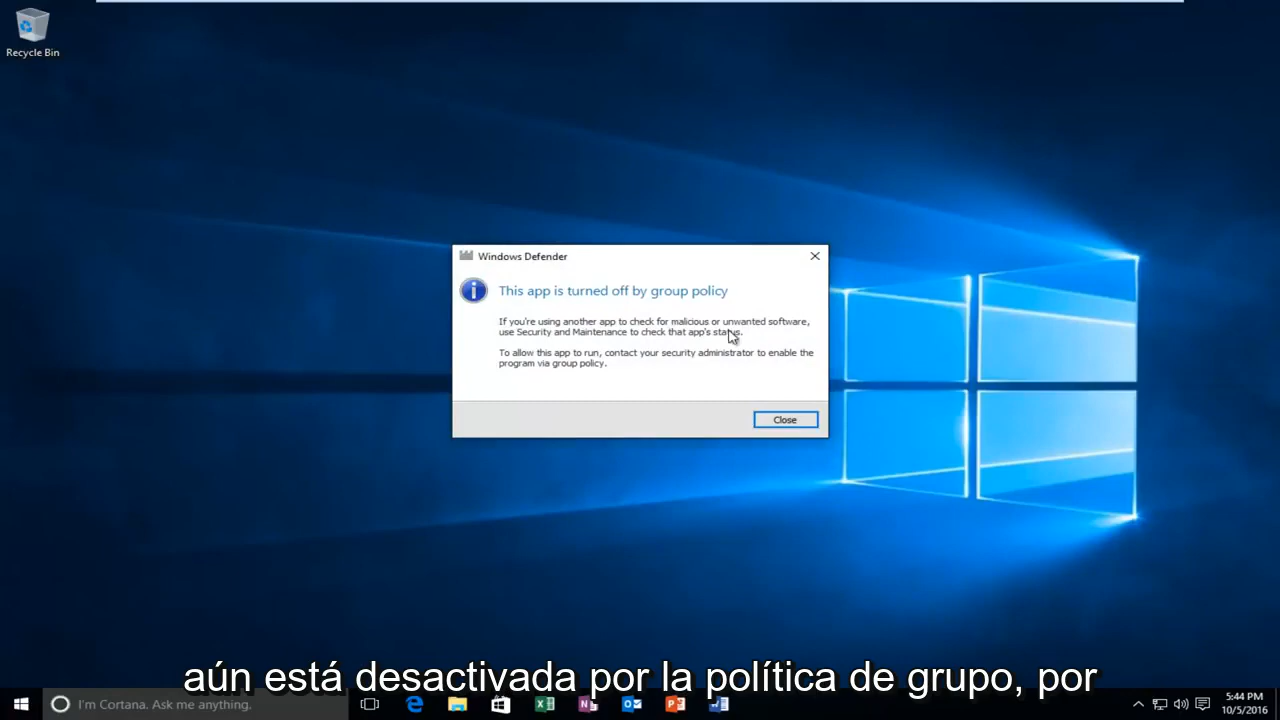 Recycle Bin
Windows Defender
This app is turned off by group policy
If you're using another app to check for malicious or unwanted software,
use Security and Maintenance to check that app's status.
To allow this app to run, contact your security administrator to enable the
program via group policy.
Close
aún está desactivada por la política de grupo, por
I'm Cortana. Ask me anything.
5:44 PM
10/5/2016